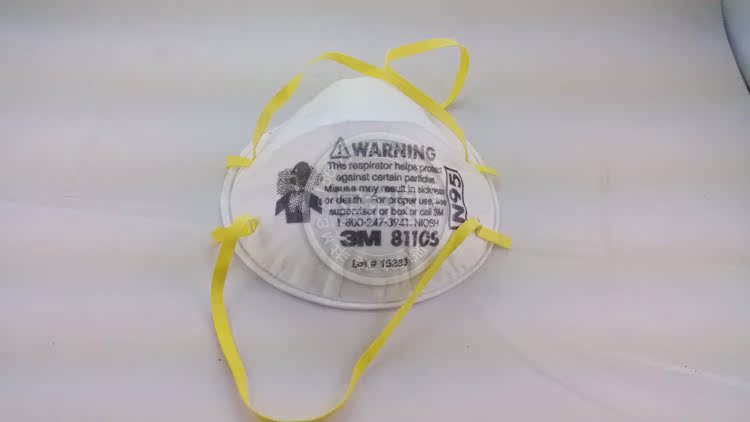 WARNING
This respirator helps protect
against certain particles.
Misuse may result in sickness
or death. For proper use, see
supervisor or box or call 3M
1-800-247-3941. NIOSH
N95
3M 8110S
Lot # 15283